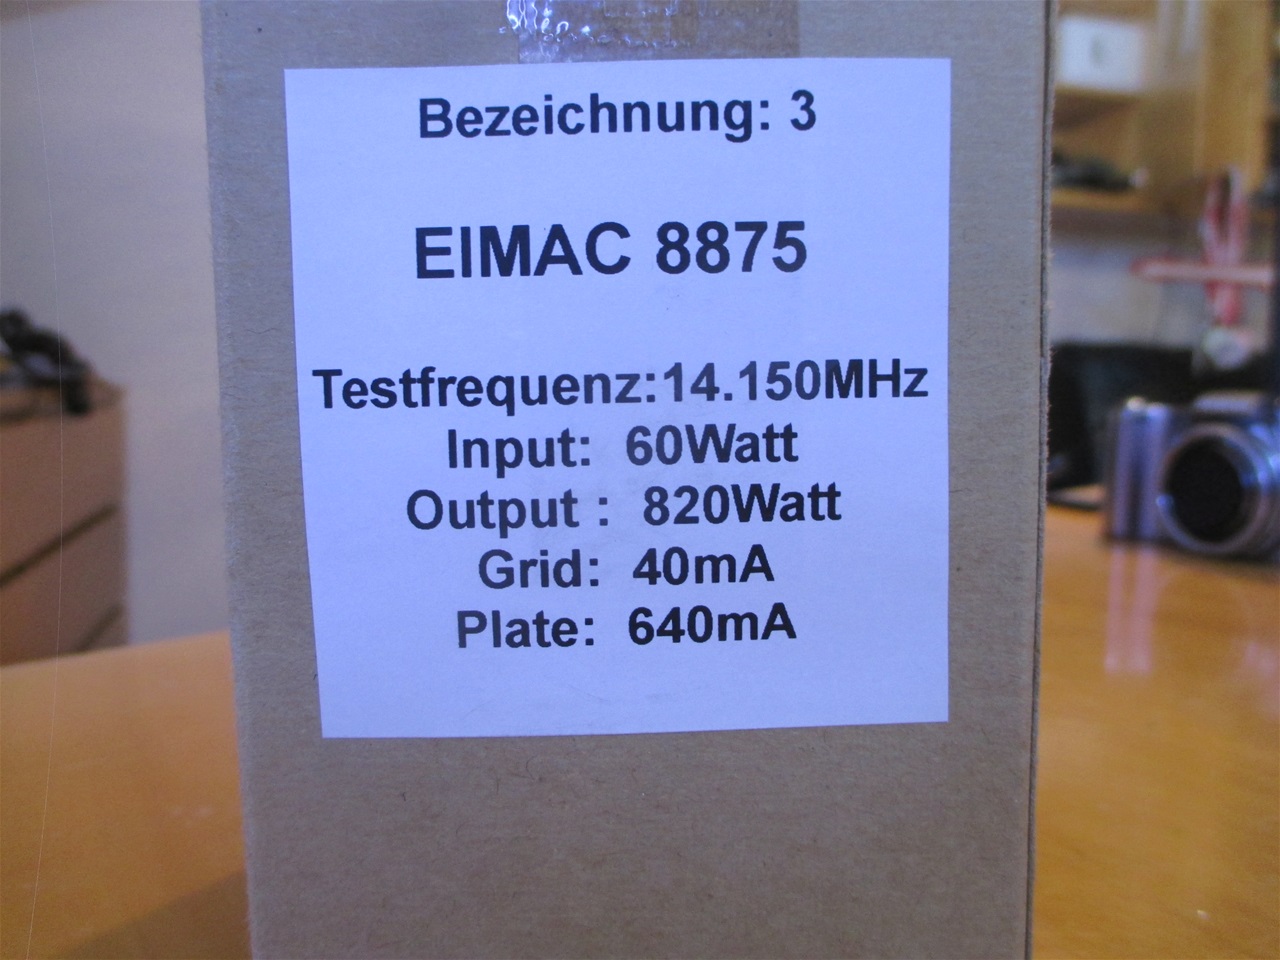 Bezeichnung: 3
EIMAC 8875
Testfrequenz:14.150MHz
Input: 60Watt
Output : 820Watt
Grid: 40mA
Plate: 640mA